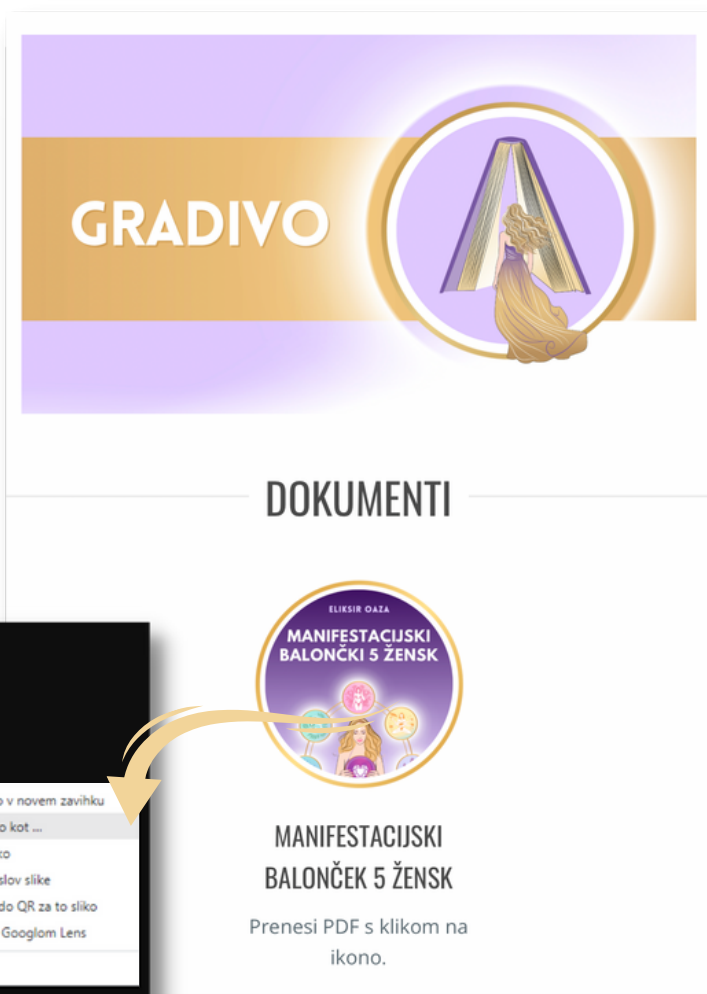 GRADIVO
DOKUMENTI
ELIKSIR OAZA
MANIFESTACIJSKI
BALONČKI 5 ŽENSK
v novem zavihku
kot ...
slike
do QR za to sliko
Googlom Lens
MANIFESTACIJSKI
BALONČEK 5 ŽENSK
Prenesi PDF s klikom na
ikono.